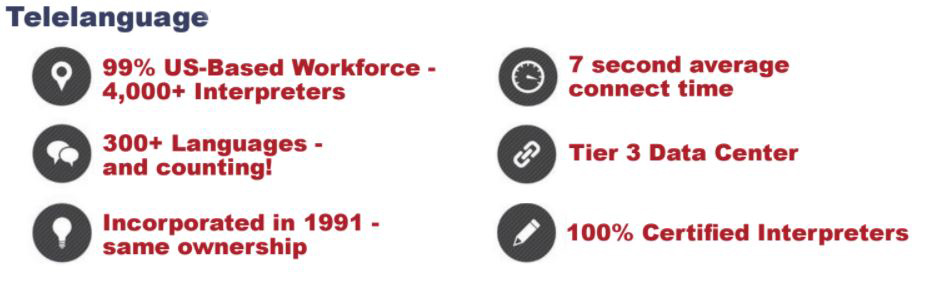 Telelanguage
99% US-Based Workforce -
4,000+ Interpreters
300+ Languages -
and counting!
Incorporated in 1991 -
same ownership
7 second average
connect time
Tier 3 Data Center
100% Certified Interpreters